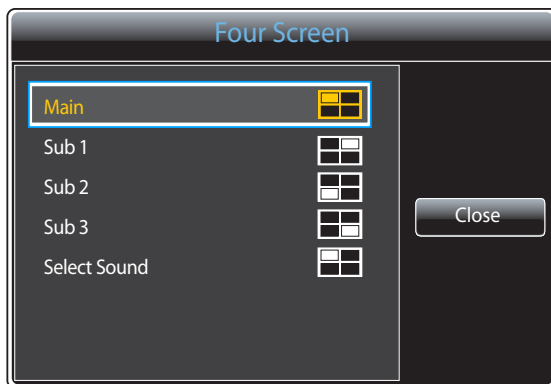 Four Screen
Main
Sub 1
Sub 2
Sub 3
Select Sound
Close